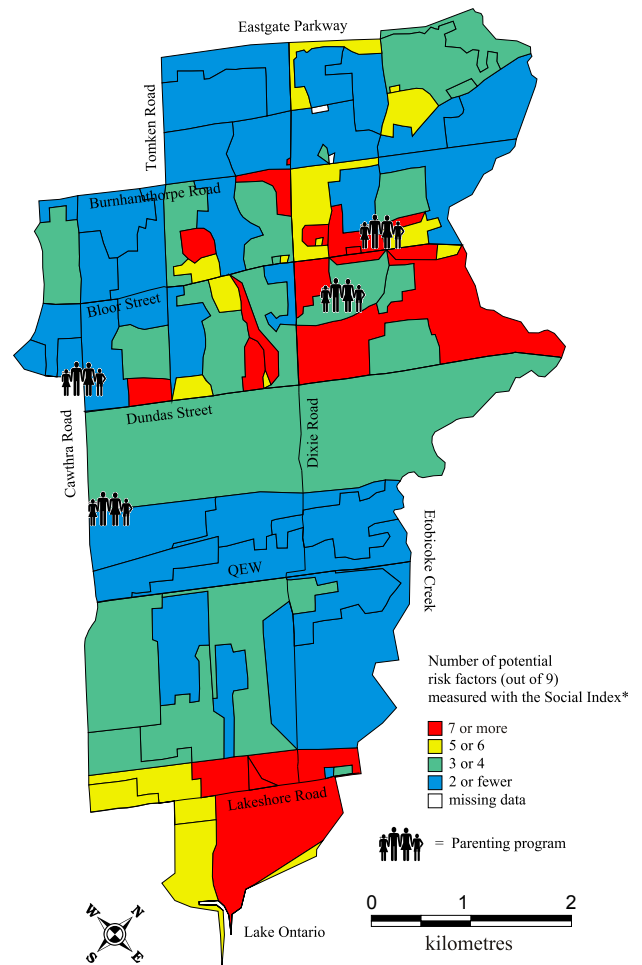 Eastgate Parkway
Tomken Road
Burnhamthorpe Road
Bloor Street
Dundas Street
Cawthra Road
Dixie Road
Etobicoke Creek
QEW
Number of potential
risk factors (out of 9)
measured with the Social Index*
7 or more
5 or 6
3 or 4
2 or fewer
missing data
= Parenting program
Lakeshore Road
Lake Ontario
W N
S E
0 1 2
kilometres